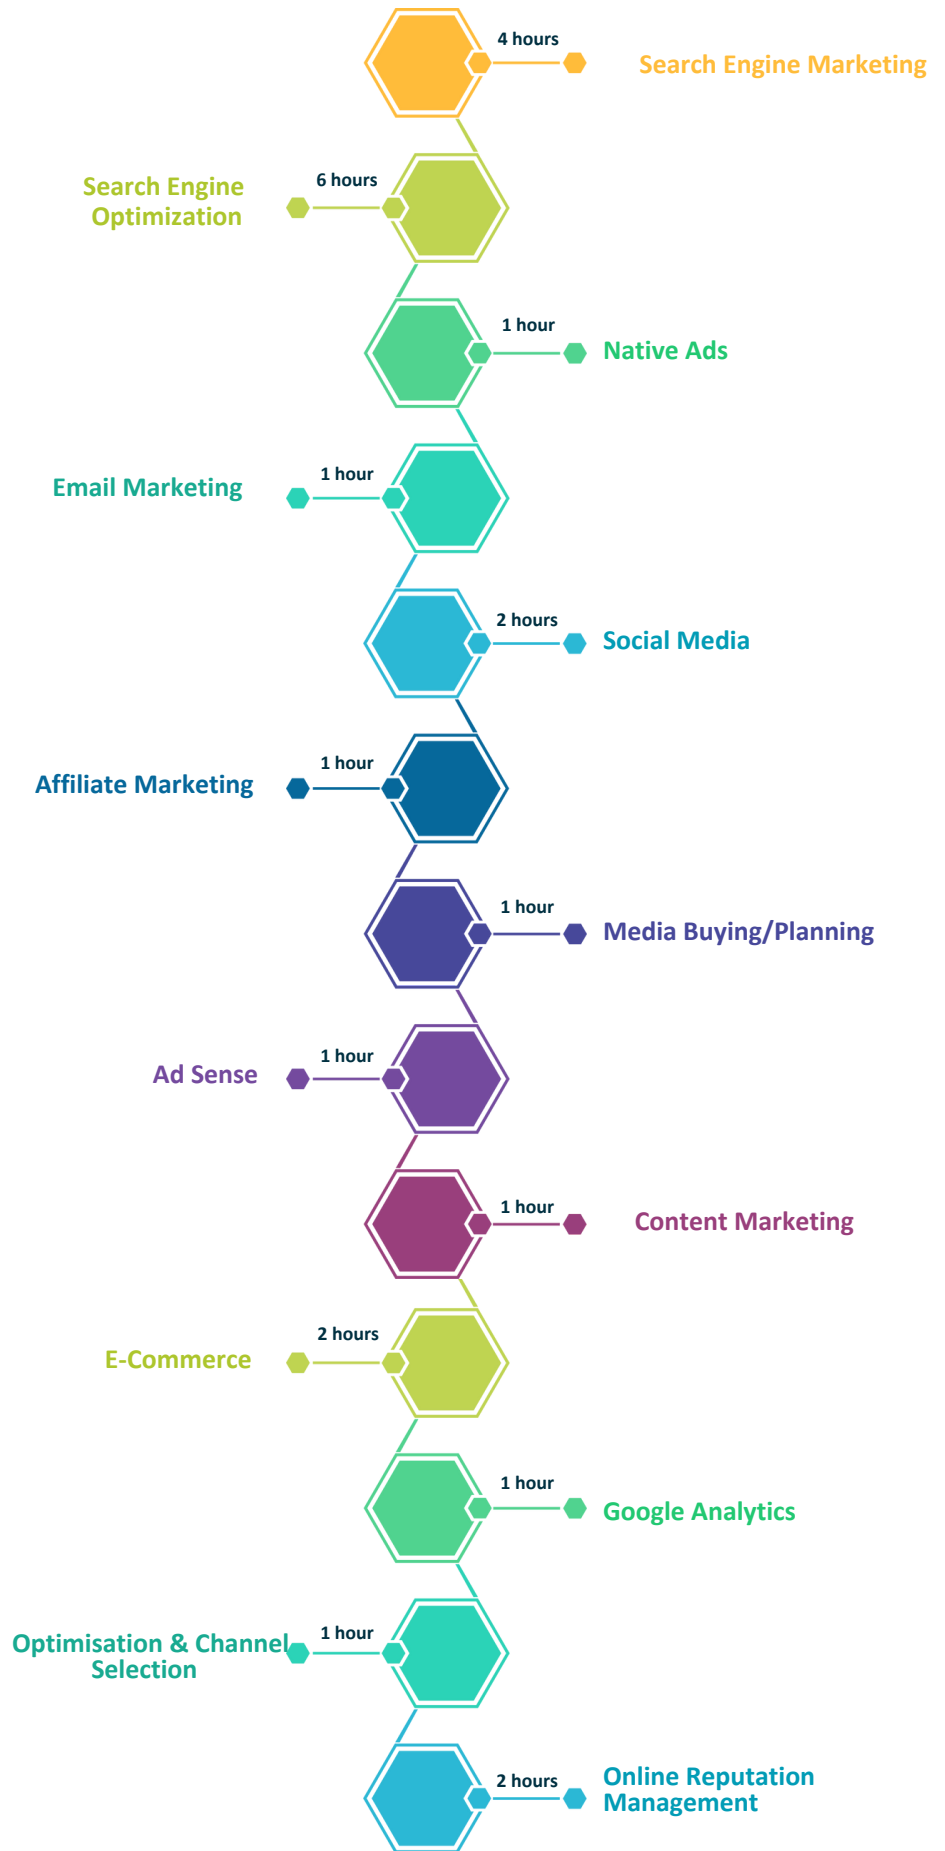 4 hours
Search Engine Marketing
6 hours
Search Engine
Optimization
1 hour
Native Ads
1 hour
Email Marketing
2 hours
Social Media
1 hour
Affiliate Marketing
1 hour
Media Buying/Planning
1 hour
Ad Sense
1 hour
Content Marketing
2 hours
E-Commerce
1 hour
Google Analytics
1 hour
Optimisation & Channel
Selection
2 hours
Online Reputation
Management